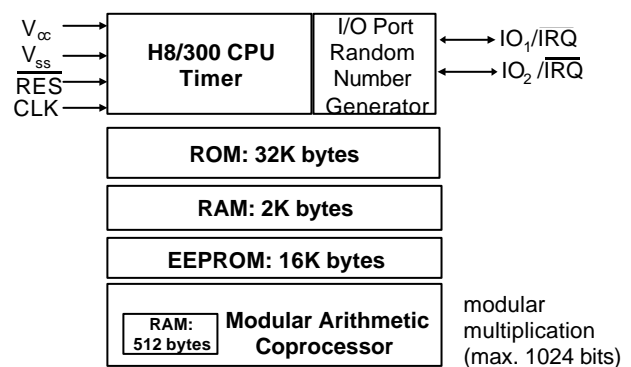 Vcc
Vss
RES
CLK
H8/300 CPU
Timer
I/O Port
Random
Number
Generator
IO1/IRQ
IO2/IRQ
ROM: 32K bytes
RAM: 2K bytes
EEPROM: 16K bytes
RAM:
512 bytes
Modular Arithmetic
Coprocessor
modular
multiplication
(max. 1024 bits)